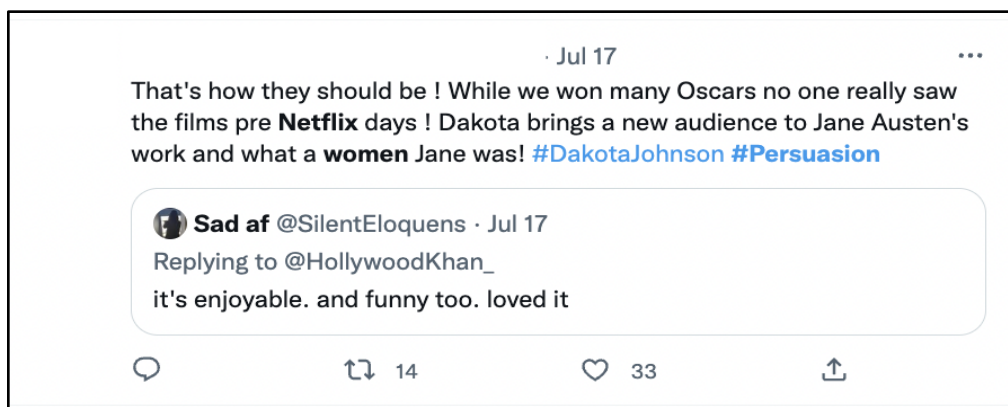 · Jul 17
That's how they should be ! While we won many Oscars no one really saw
the films pre Netflix days ! Dakota brings a new audience to Jane Austen's
work and what a women Jane was! #DakotaJohnson #Persuasion
Sad af @SilentEloquens · Jul 17
Replying to @HollywoodKhan_
it's enjoyable. and funny too. loved it
14 33